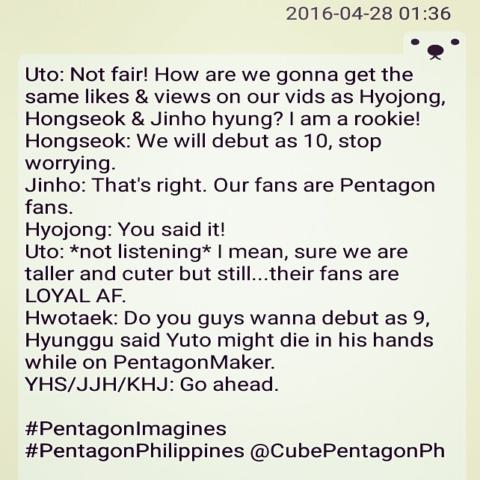 2016-04-28 01:36
Uto: Not fair! How are we gonna get the
same likes & views on our vids as Hyojong,
Hongseok & Jinho hyung? I am a rookie!
Hongseok: We will debut as 10, stop
worrying.
Jinho: That's right. Our fans are Pentagon
fans.
Hyojong: You said it!
Uto: *not listening* I mean, sure we are
taller and cuter but still...their fans are
LOYAL AF.
Hwotaek: Do you guys wanna debut as 9,
Hyunggu said Yuto might die in his hands
while on PentagonMaker.
YHS/JJH/KHJ: Go ahead.
#PentagonImagines
#PentagonPhilippines @CubePentagonPh